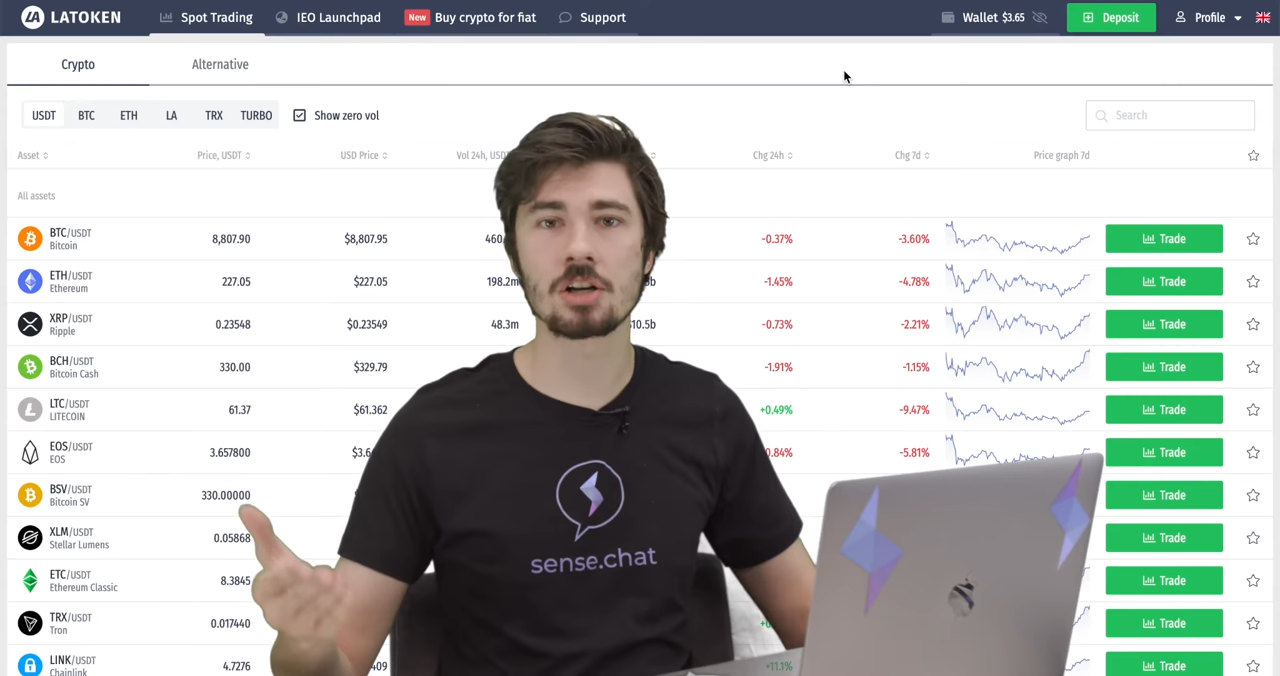 LATOKEN Spot Trading IEO Launchpad New Buy crypto for fiat Support Wallet $3.65 Deposit Profile
Crypto Alternative
USDT BTC ETH LA TRX TURBO Show zero vol Search
Asset Price, USDT USD Price Vol 24h, USD Chg 24h Chg 7d Price graph 7d
All assets
BTC/USDT
Bitcoin
8,807.90 $8,807.95 460 -0.37% -3.60% Trade
ETH/USDT
Ethereum
227.05 $227.05 198.2m -1.45% -4.78% Trade
XRP/USDT
Ripple
0.23548 $0.23549 48.3m 10.5b -0.73% -2.21% Trade
BCH/USDT
Bitcoin Cash
330.00 $329.79 -1.91% -1.15% Trade
LTC/USDT
LITECOIN
61.37 $61.362 +0.49% -9.47% Trade
EOS/USDT
EOS
3.657800 $3.6 0.84% -5.81% Trade
BSV/USDT
Bitcoin SV
330.00000 Trade
XLM/USDT
Stellar Lumens
0.05868 Trade
ETC/USDT
Ethereum Classic
8.3845 Trade
TRX/USDT
Tron
0.017440 Trade
LINK/USDT
Chainlink
4.7276 409 +11.1% Trade
sense.chat